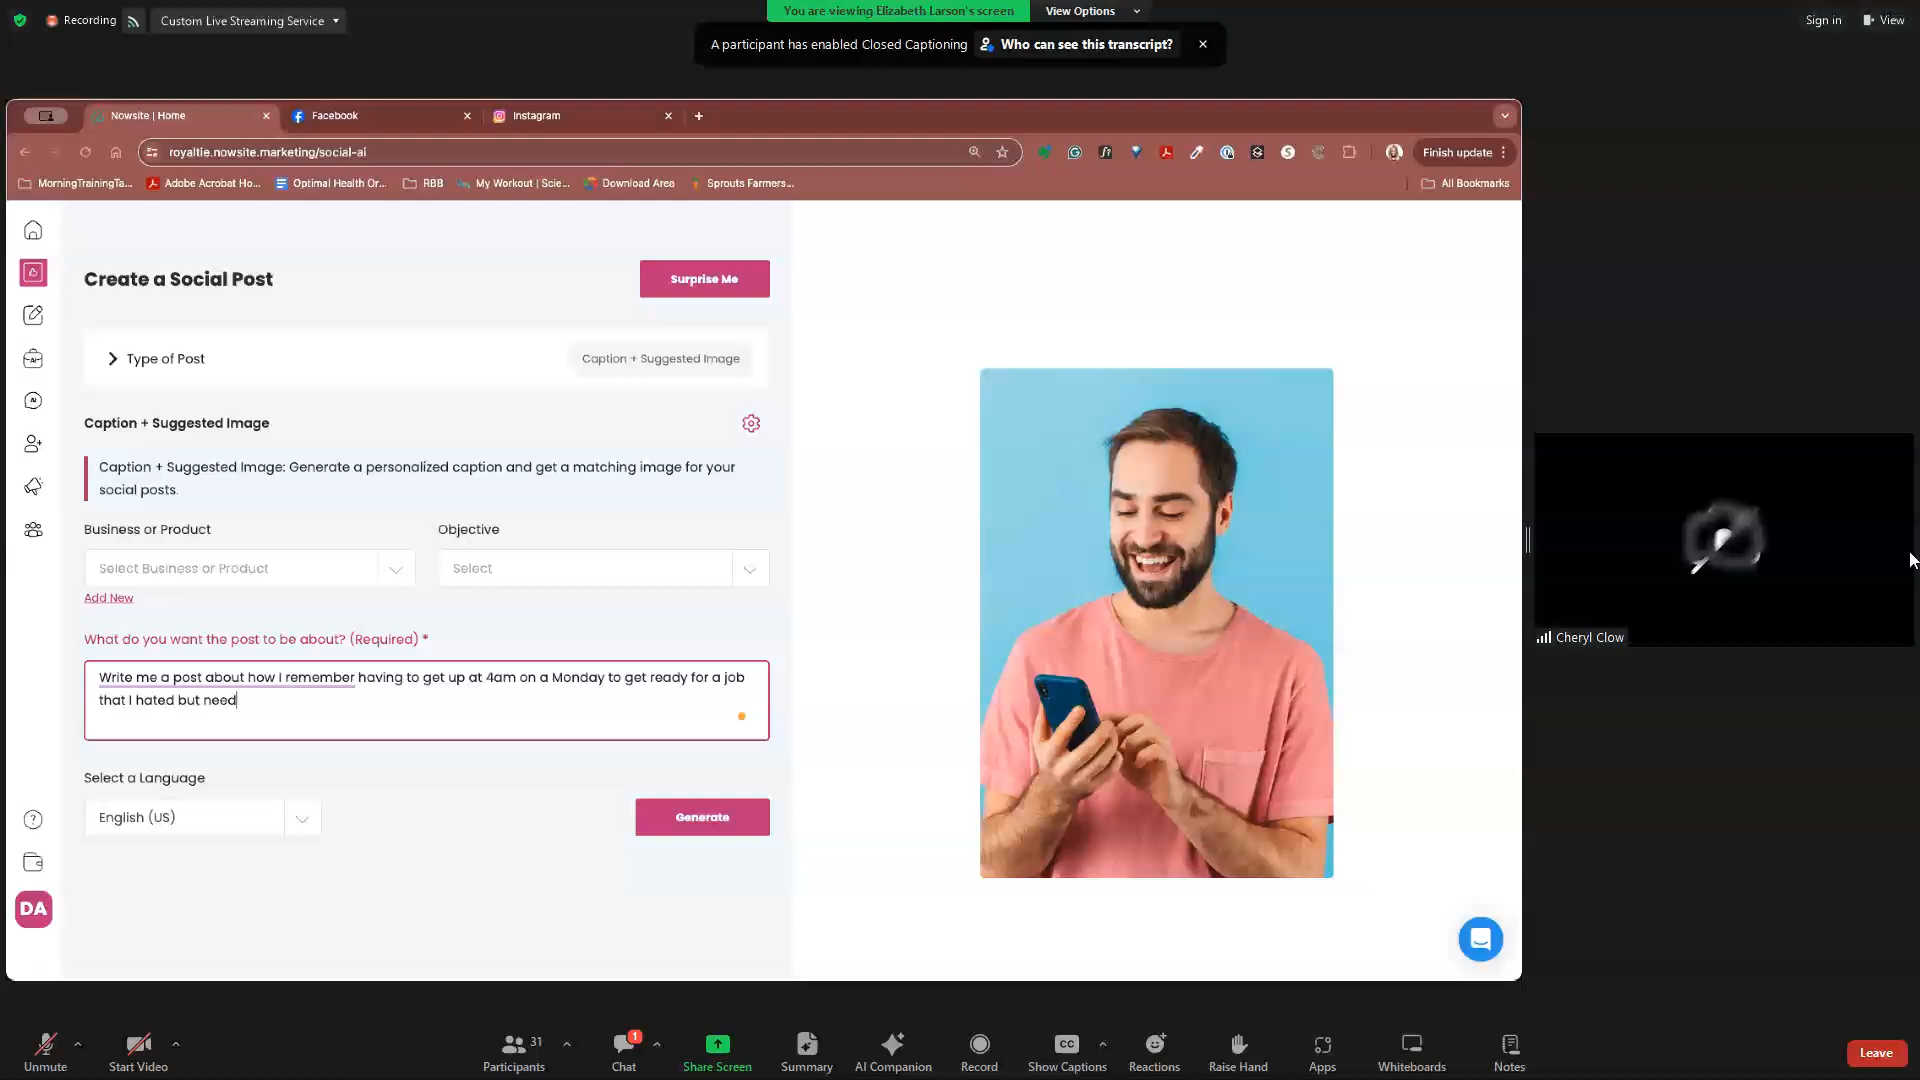 Recording
Custom Live Streaming Service
You are viewing Elizabeth Larson's screen
View Options
Sign in
View
A participant has enabled Closed Captioning
Who can see this transcript?
Nowsite | Home
Facebook
Instagram
royaltie.nowsite.marketing/social-ai
Finish update
MorningTrainingTa...
Adobe Acrobat Ho...
Optimal Health Or...
RBB
My Workout | Scie...
Download Area
Sprouts Farmers...
All Bookmarks
Create a Social Post
Surprise Me
Type of Post
Caption + Suggested Image
Caption + Suggested Image
Caption + Suggested Image: Generate a personalized caption and get a matching image for your
social posts.
Business or Product
Objective
Select Business or Product
Select
Add New
What do you want the post to be about? (Required) *
Write me a post about how I remember having to get up at 4am on a Monday to get ready for a job
that I hated but need
Select a Language
English (US)
Generate
DA
Cheryl Clow
Unmute
Start Video
31
Participants
1
Chat
Share Screen
Summary
AI Companion
Record
CC
Show Captions
Reactions
Raise Hand
Apps
Whiteboards
Notes
Leave